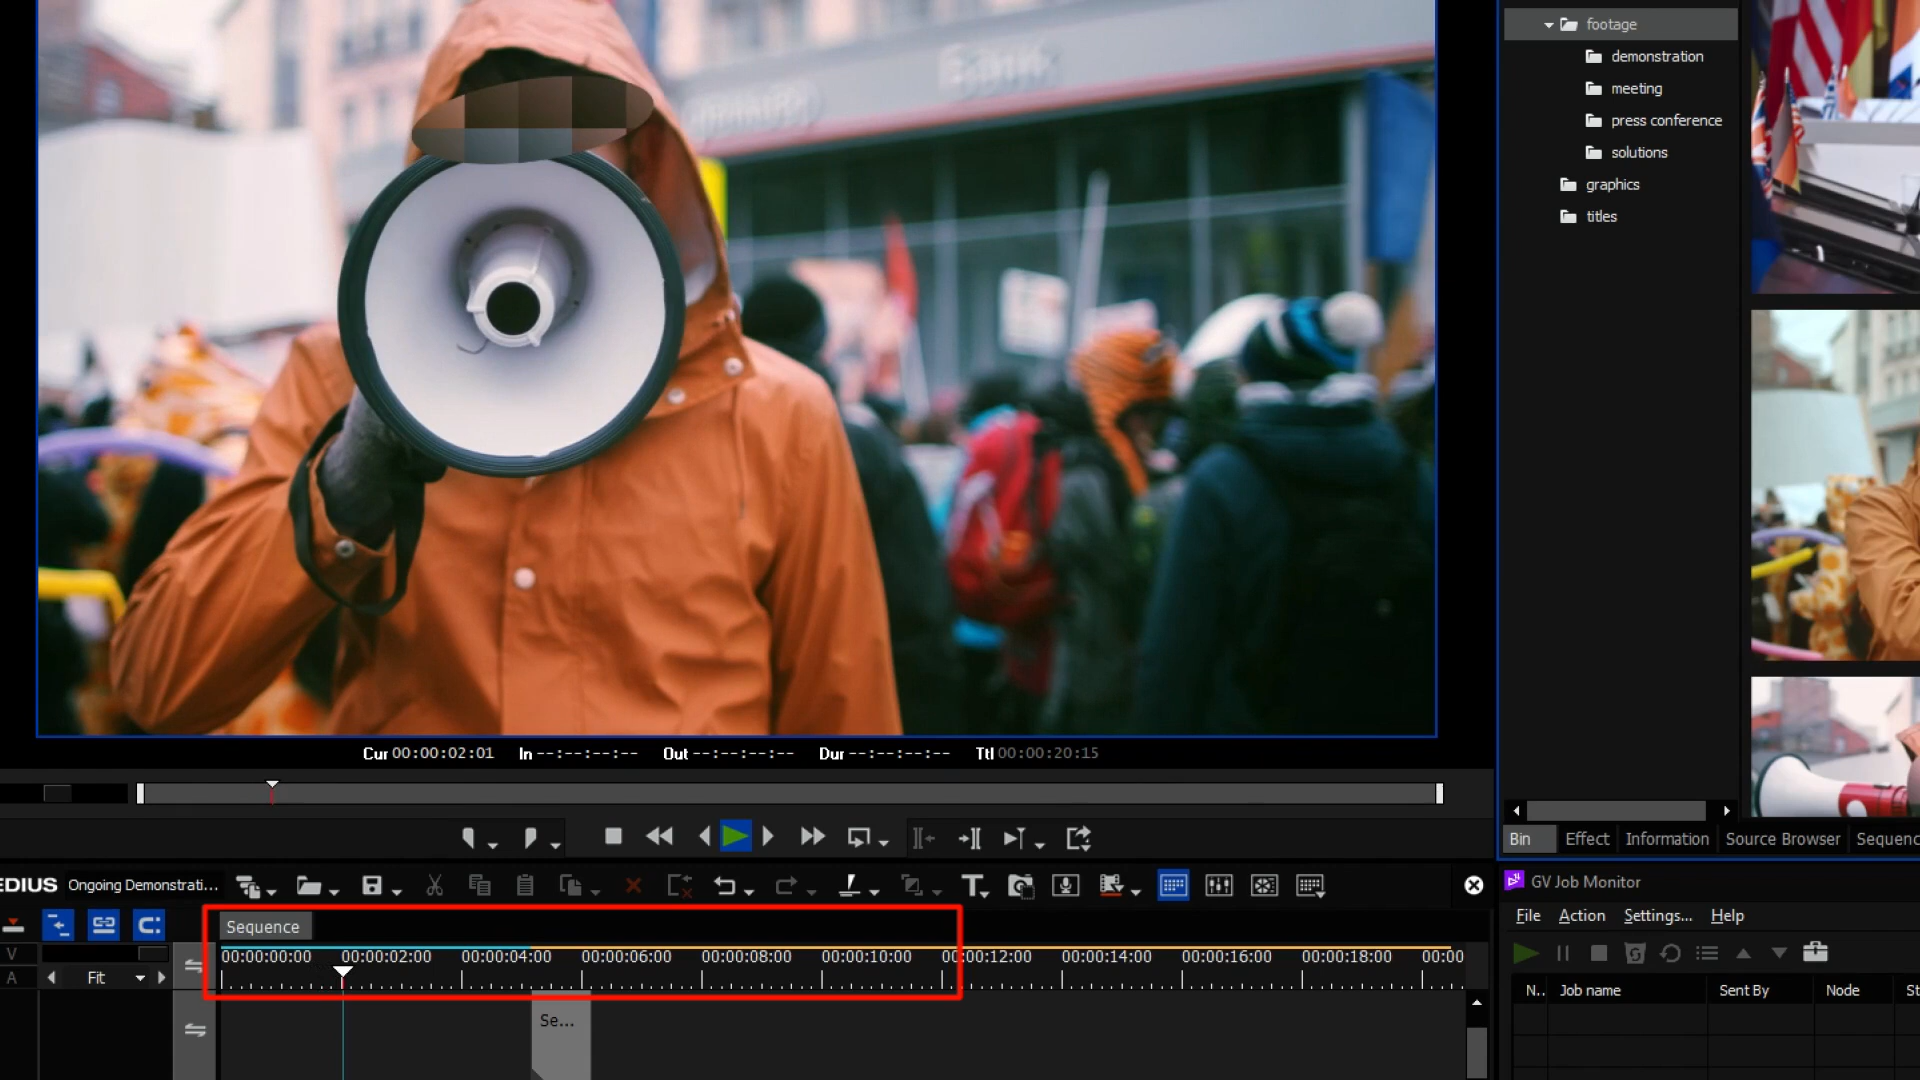 footage
demonstration
meeting
press conference
solutions
graphics
titles
Bank
Cur 00:00:02:01 In --:--:--:-- Out --:--:--:-- Dur --:--:--:-- Ttl 00:00:20:15
Bin Effect Information Source Browser Sequenc
EDIUS Ongoing Demonstrati...
GV Job Monitor
File Action Settings... Help
Sequence
V
00:00:00:00 00:00:02:00 00:00:04:00 00:00:06:00 00:00:08:00 00:00:10:00 00:00:12:00 00:00:14:00 00:00:16:00 00:00:18:00 00:00
A Fit
N.. Job name Sent By Node St
Se...